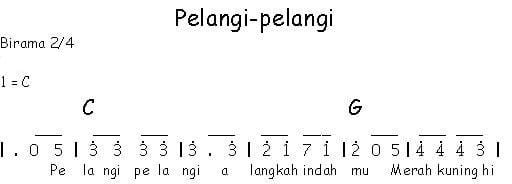 Pelangi-pelangi
Birama 2/4
1 = C
C G
| . 0 5 | 3̇ 3̇ 3̇ 3̇ | 3̇ . 3̇ | 2̇ 1̇ 7 1̇ | 2̇ 0 5 | 4̇ 4̇ 4̇ 3̇ |
Pe la ngi pe la ngi a langkah indah mu Merah kuning hi